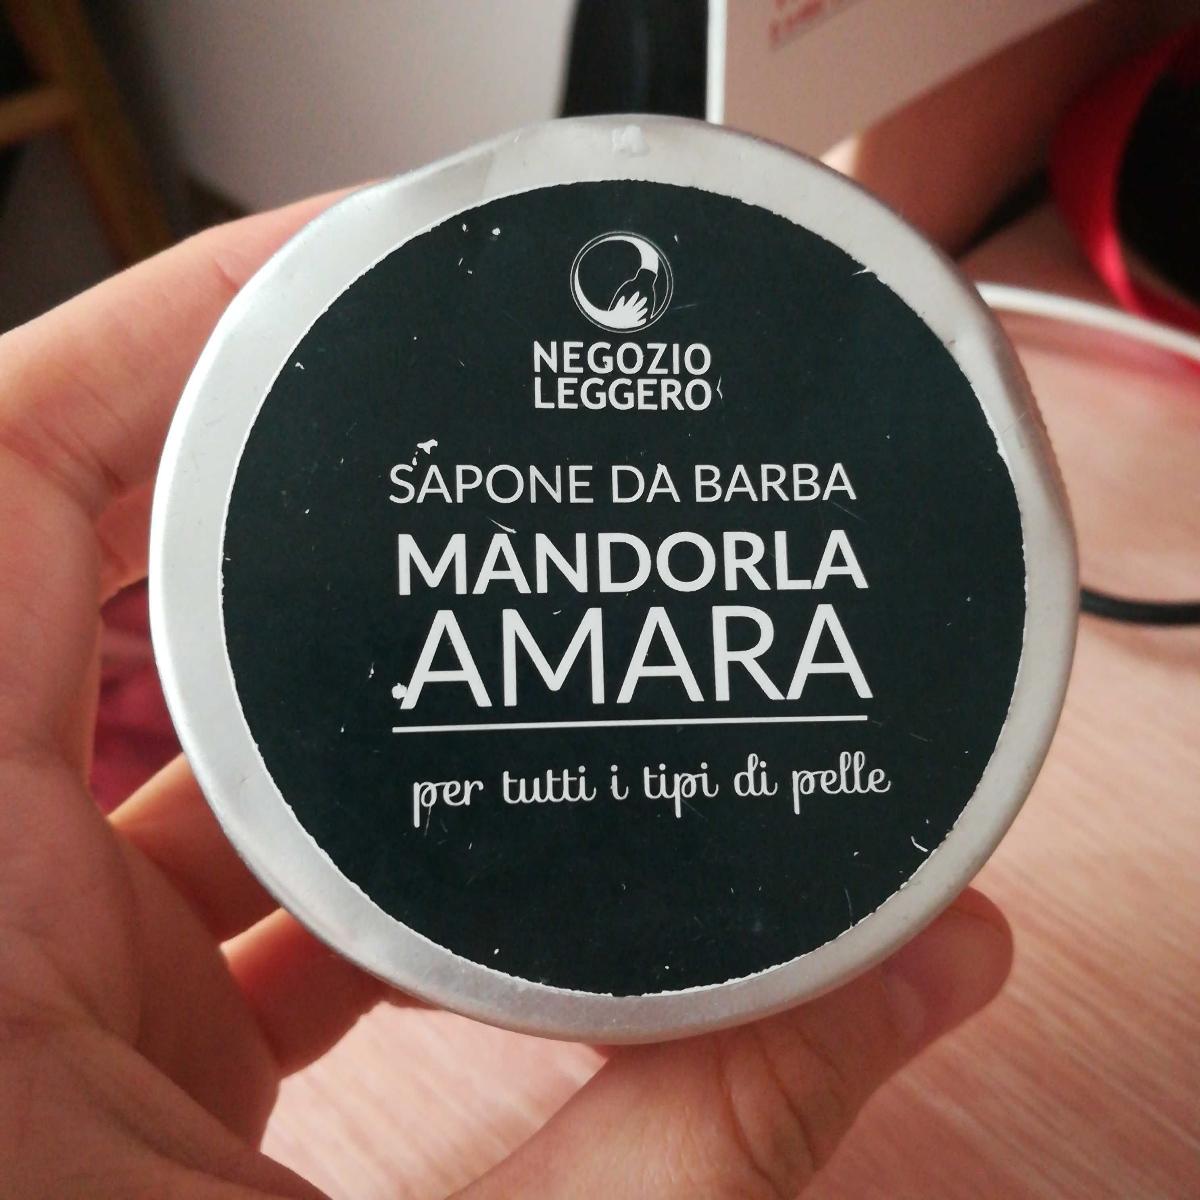 NEGOZIO
LEGGERO
SAPONE DA BARBA
MANDORLA
AMARA
per tutti i tipi di pelle